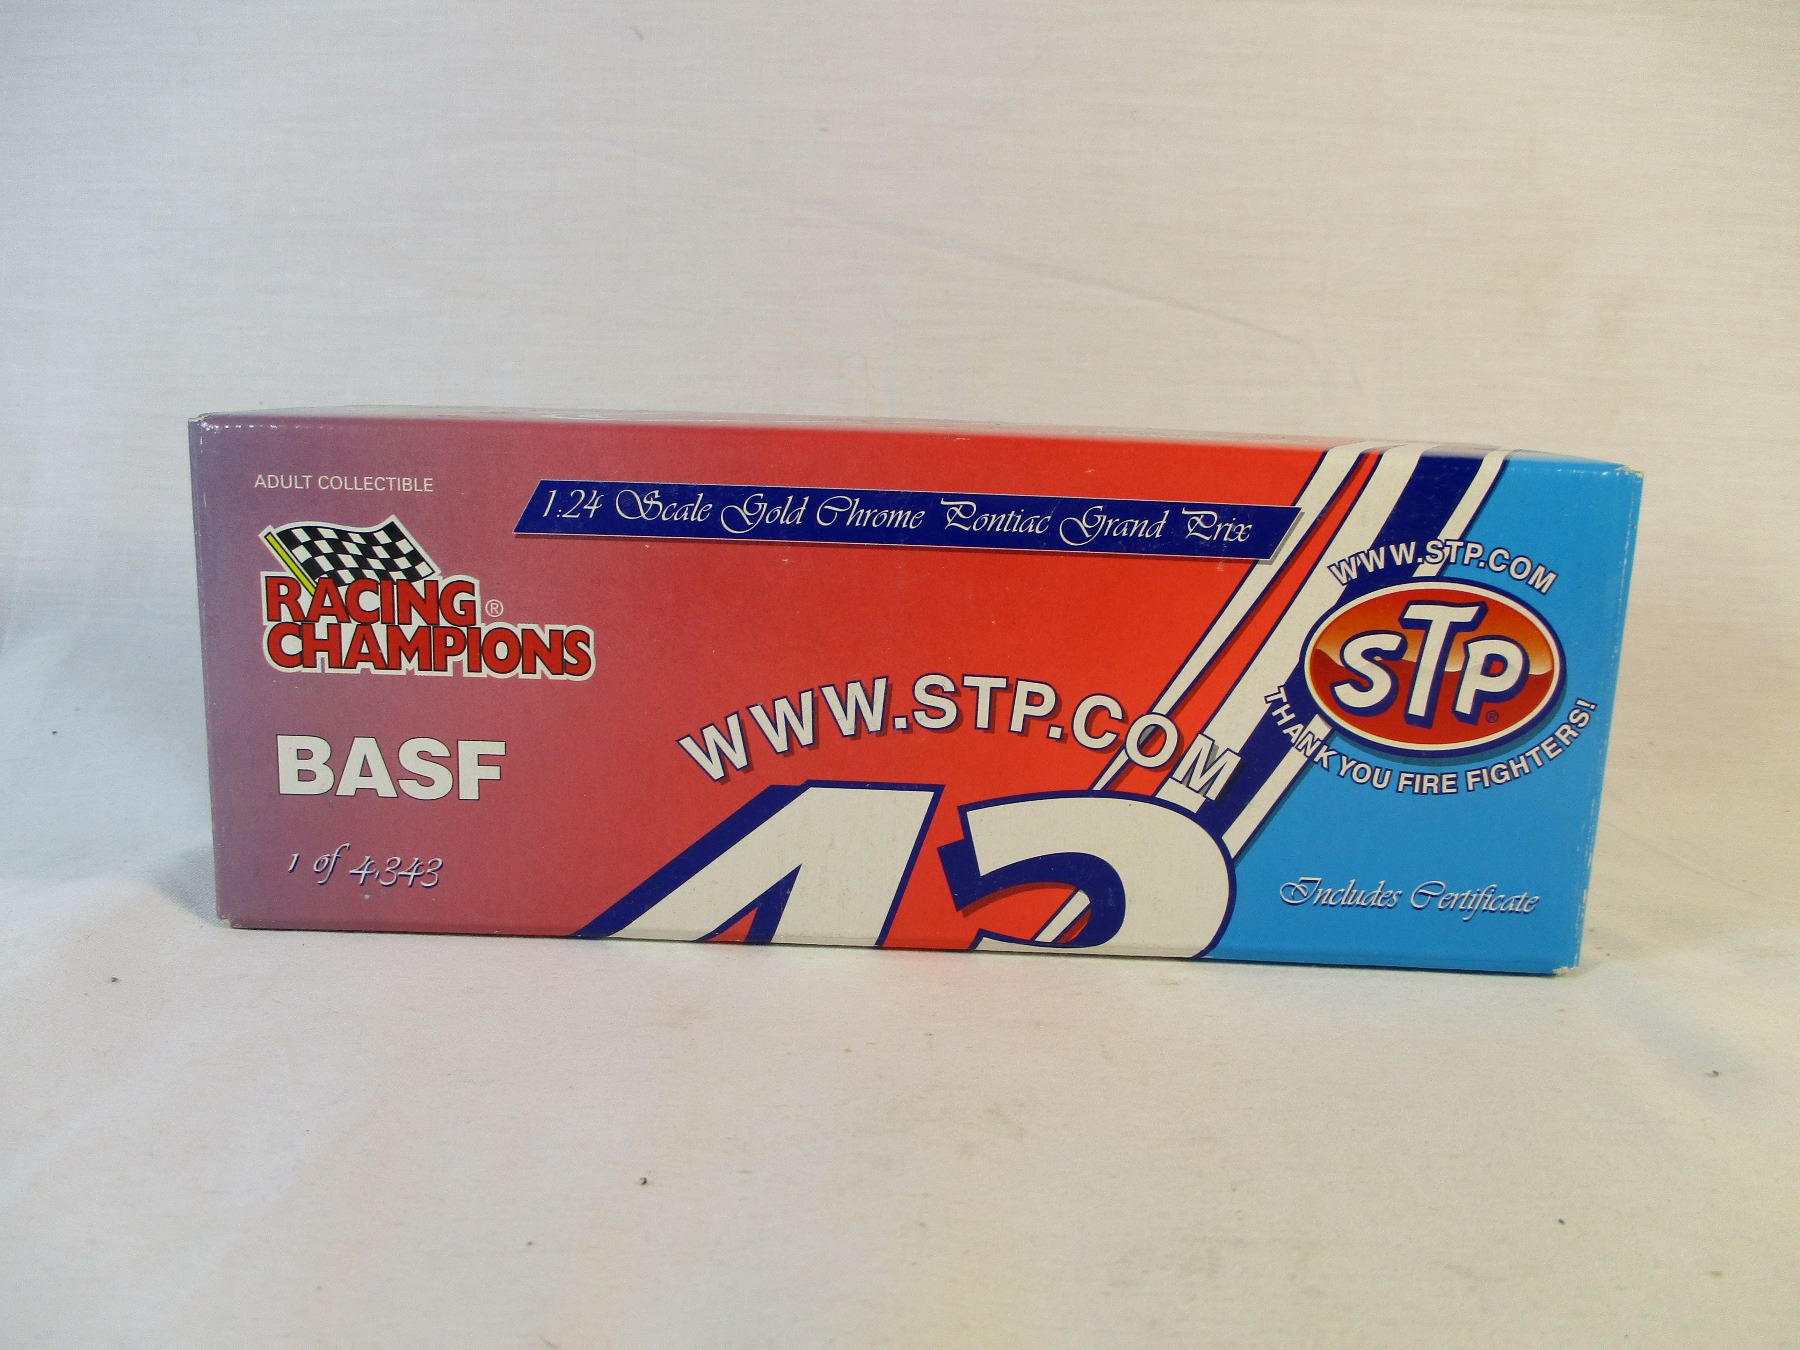 ADULT COLLECTIBLE
1:24 Scale Gold Chrome Pontiac Grand Prix
RACING ®
CHAMPIONS
BASF
1 of 4,343
WWW.STP.COM
43
WWW.STP.COM
STP®
THANK YOU FIRE FIGHTERS!
Includes Certificate